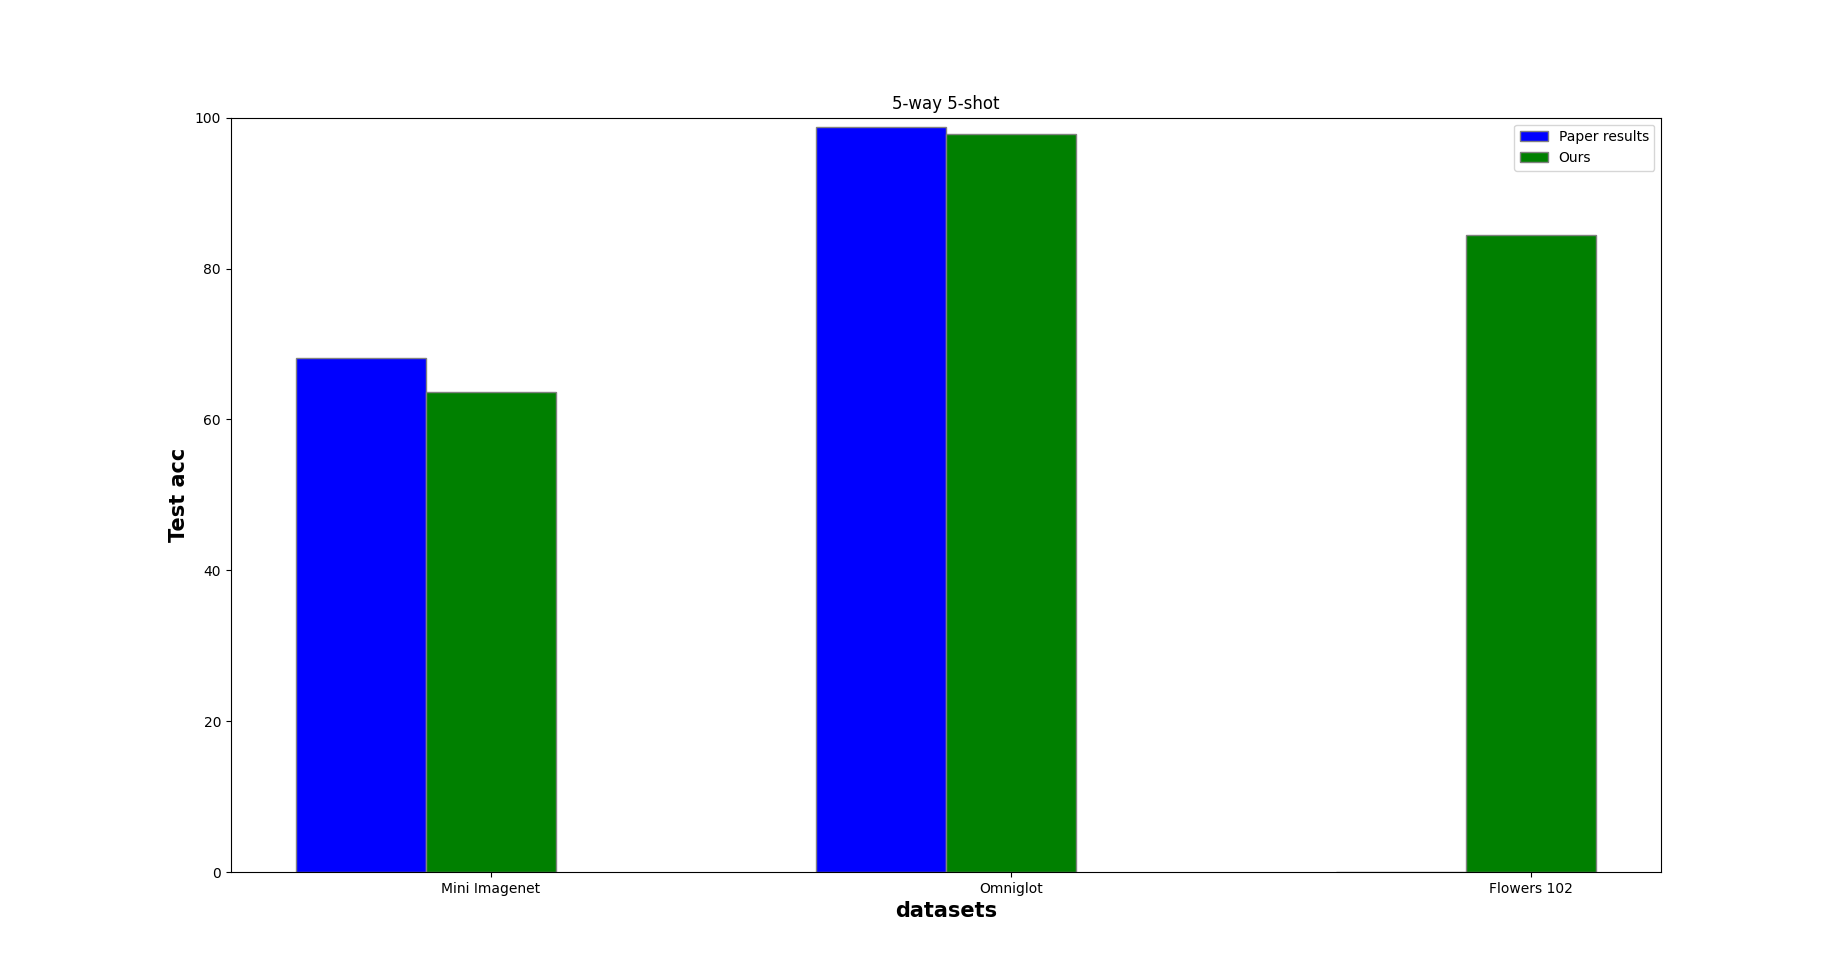 5-way 5-shot
100
80
60
40
20
0
Test acc
Paper results
Ours
Mini Imagenet
Omniglot
Flowers 102
datasets